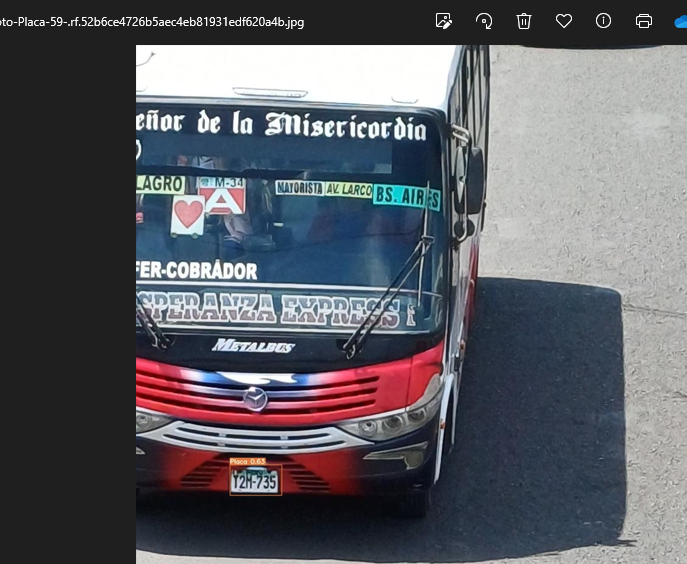 oto-Placa-59-.rf.52b6ce4726b5aec4eb81931edf620a4b.jpg
eñor de la Misericordia
LAGRO
M-34
A
MAYORISTA AV. LARCO BS. AIRES
FER-COBRADOR
SPERANZA EXPRESS
METALBUS
Placa 0.63
T2H-735